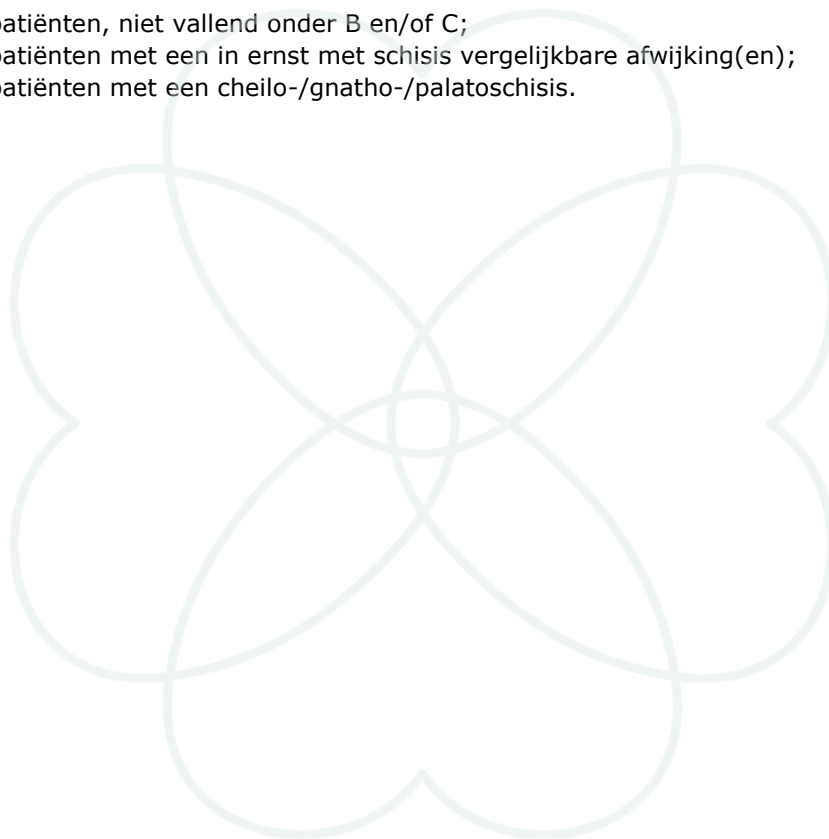 patiënten, niet vallend onder B en/of C;
patiënten met een in ernst met schisis vergelijkbare afwijking(en);
patiënten met een cheilo-/gnatho-/palatoschisis.